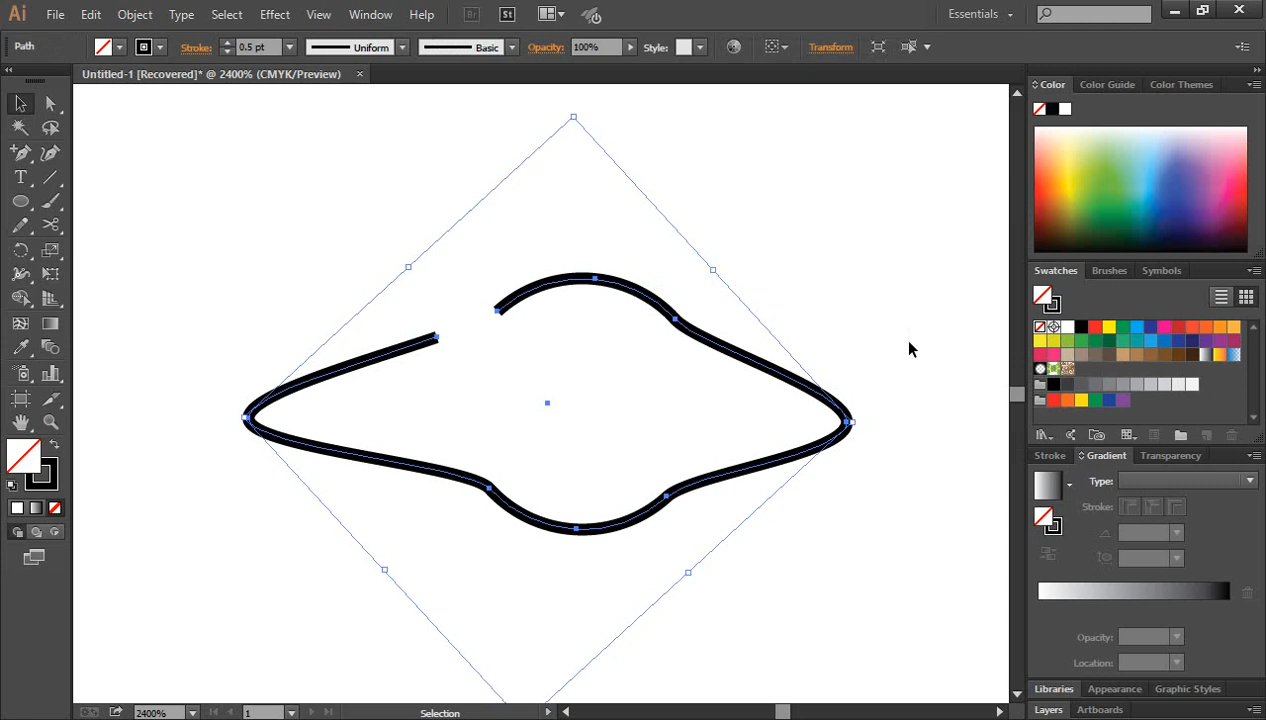 Ai File Edit Object Type Select Effect View Window Help Br St Essentials
Path Stroke: 0.5 pt Uniform Basic Opacity: 100% Style: Transform
Untitled-1 [Recovered]* @ 2400% (CMYK/Preview) ×
Color Color Guide Color Themes
Swatches Brushes Symbols
Stroke Gradient Transparency
Type:
Stroke:
Opacity:
Location:
Libraries Appearance Graphic Styles
Layers Artboards
2400% 1 Selection